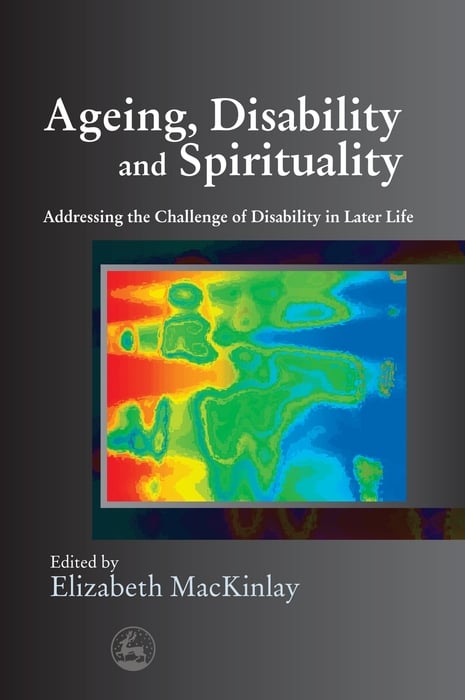 Ageing, Disability
and Spirituality
Addressing the Challenge of Disability in Later Life
Edited by
Elizabeth MacKinlay